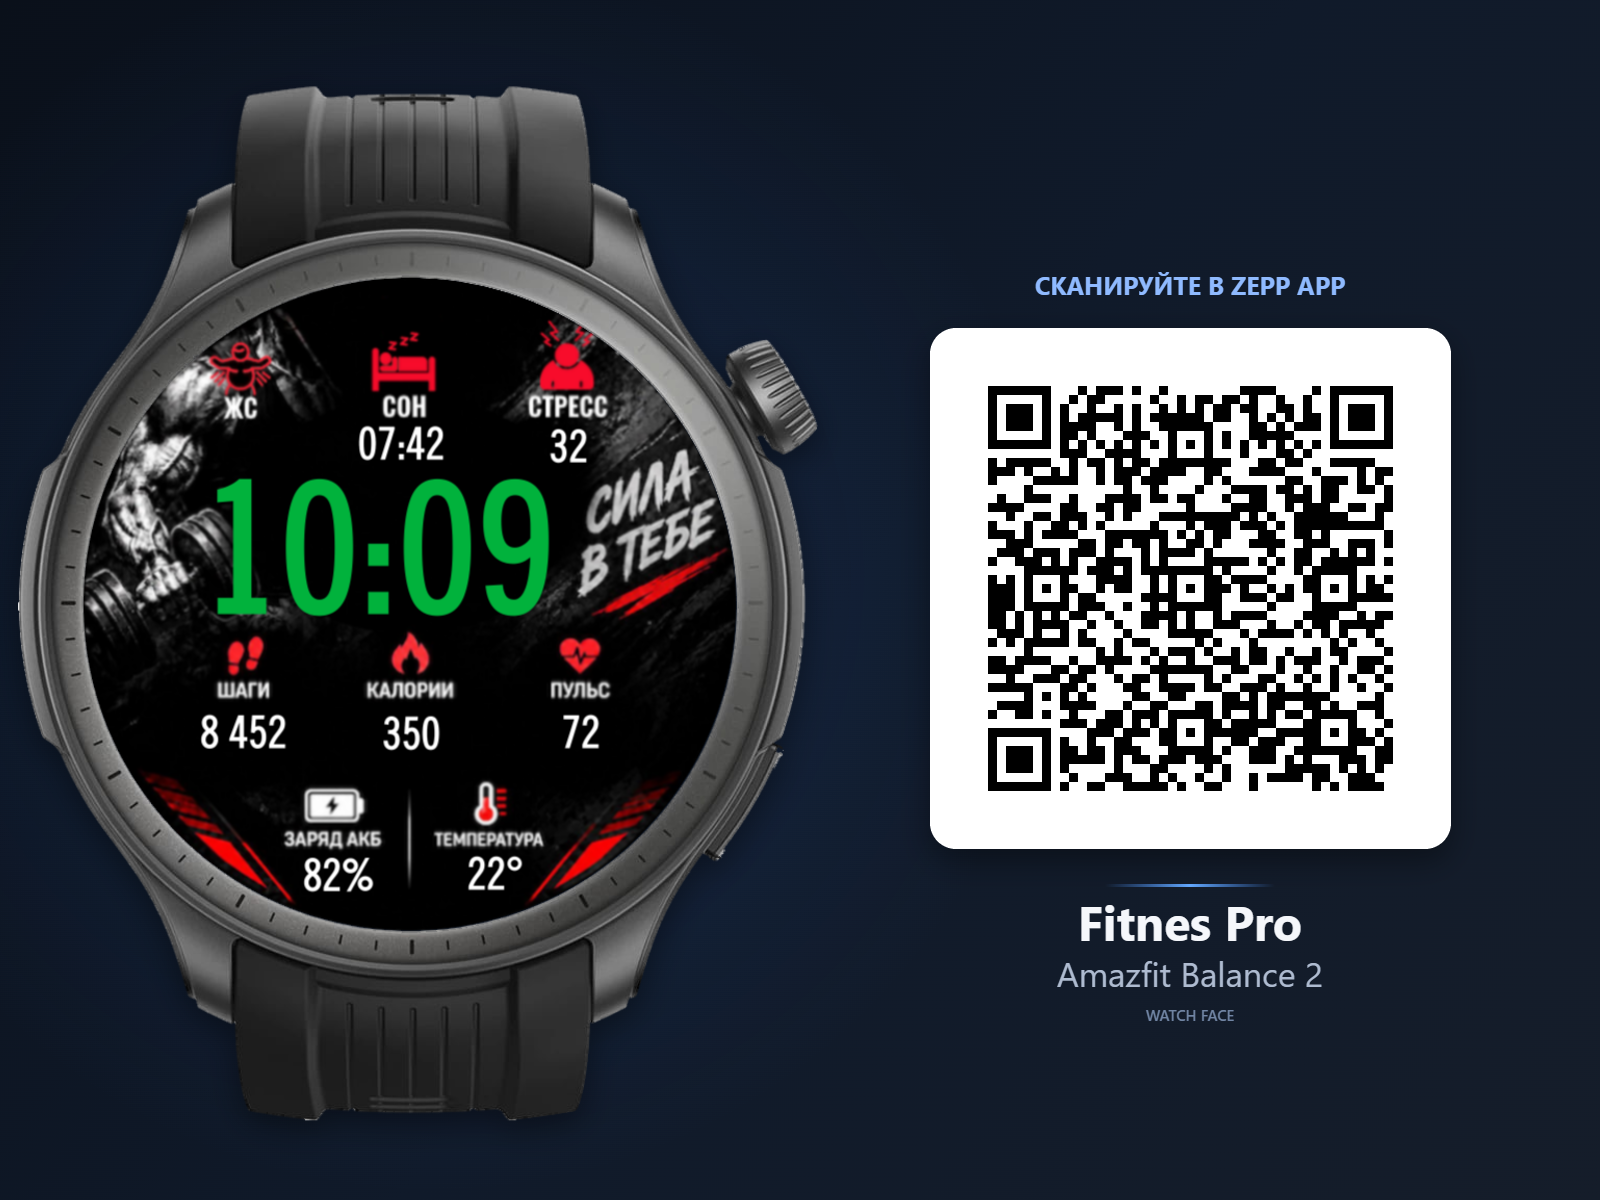 ЖС
СОН
СТРЕСС
07:42
32
10:09
СИЛА
В ТЕБЕ
ШАГИ
КАЛОРИИ
ПУЛЬС
8 452
350
72
ЗАРЯД АКБ
ТЕМПЕРАТУРА
82%
22°
СКАНИРУЙТЕ В ZEPP APP
Fitnes Pro
Amazfit Balance 2
WATCH FACE